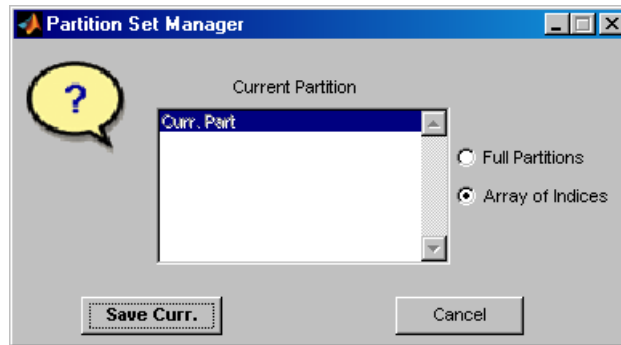 Partition Set Manager
?
Current Partition
Curr. Part
Full Partitions
Array of Indices
Save Curr.
Cancel